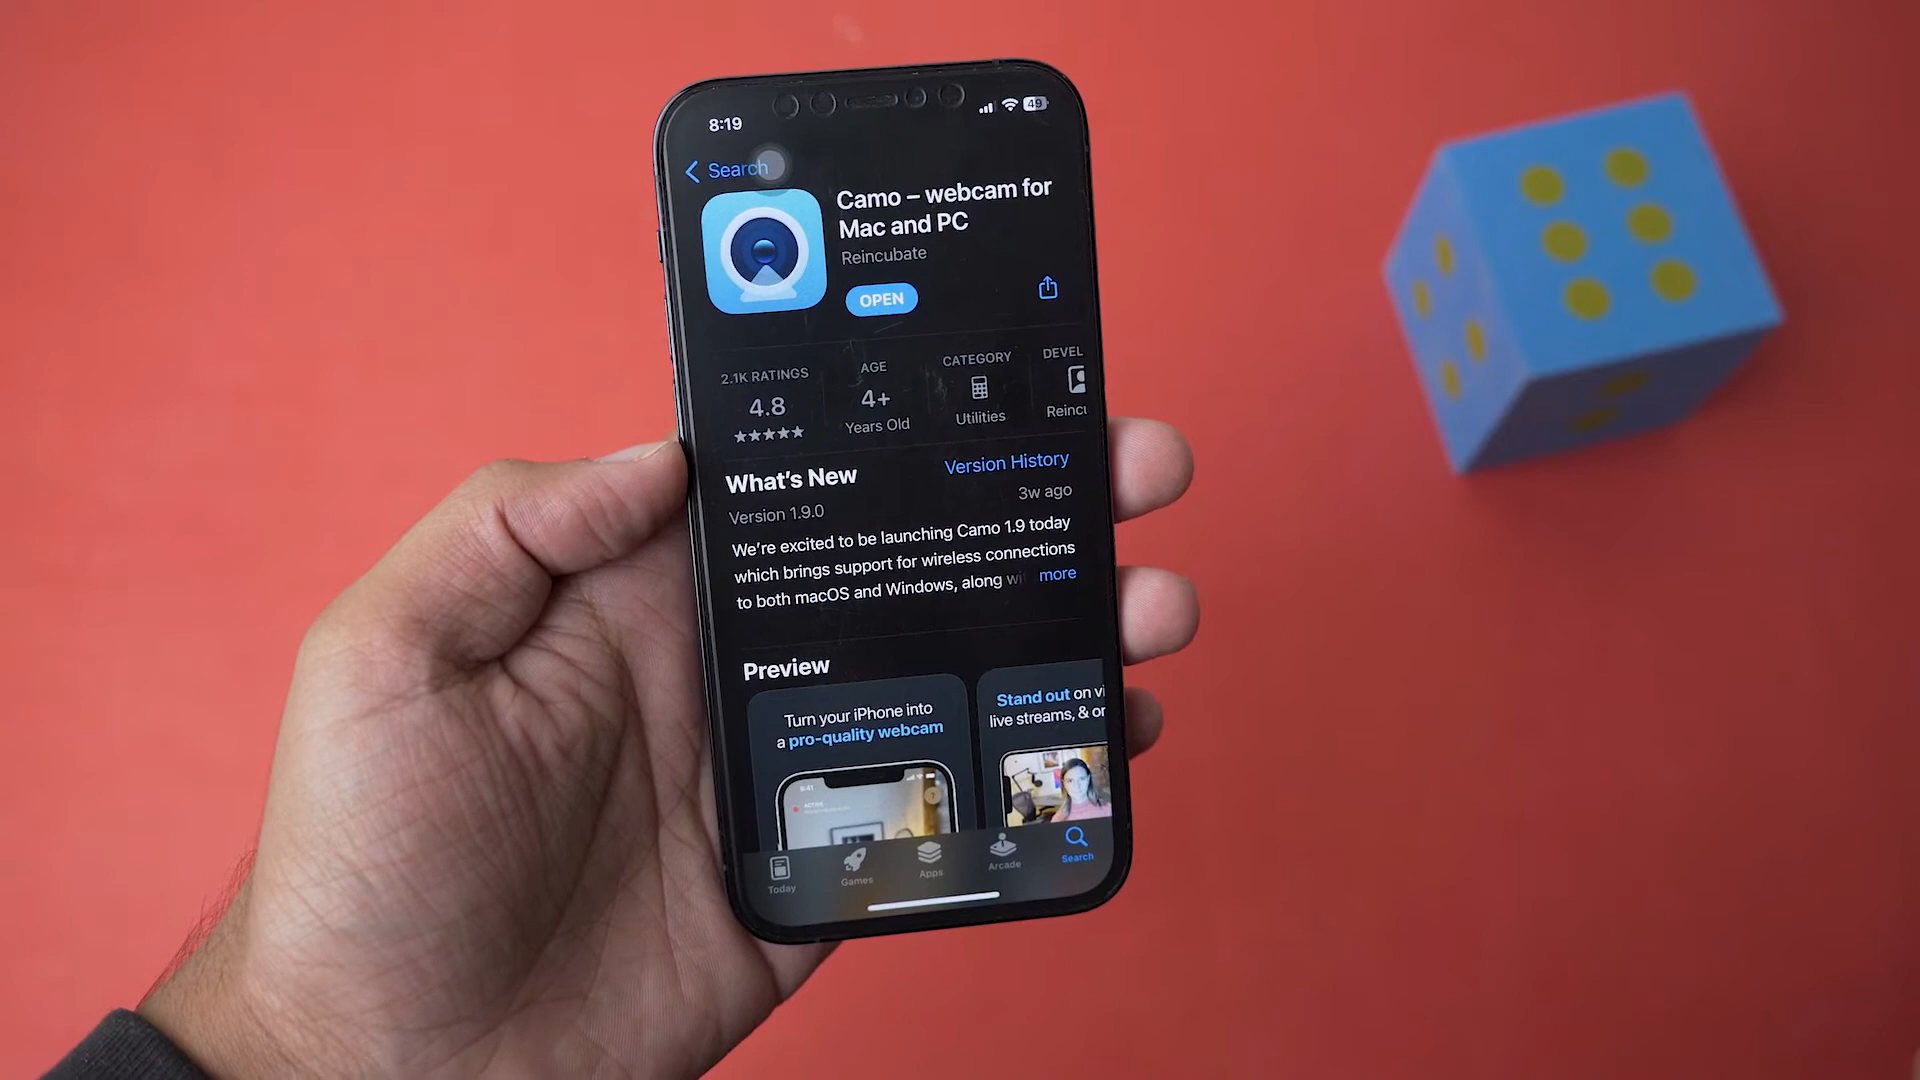 8:19
49
Search
Camo – webcam for
Mac and PC
Reincubate
OPEN
2.1K RATINGS
4.8
★★★★★
AGE
4+
Years Old
CATEGORY
Utilities
DEVEL
Reincu
What's New
Version History
Version 1.9.0
3w ago
We're excited to be launching Camo 1.9 today
which brings support for wireless connections
to both macOS and Windows, along wi
more
Preview
Turn your iPhone into
a pro-quality webcam
9:41
Stand out on vi
live streams, & or
Today
Games
Apps
Arcade
Search